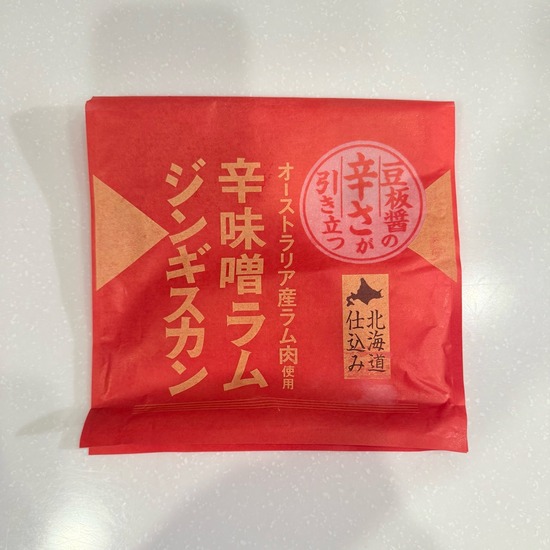 豆板醤の
辛さが
引き立つ
北海道
仕込み
オーストラリア産ラム肉使用
辛味噌ラム
ジンギスカン